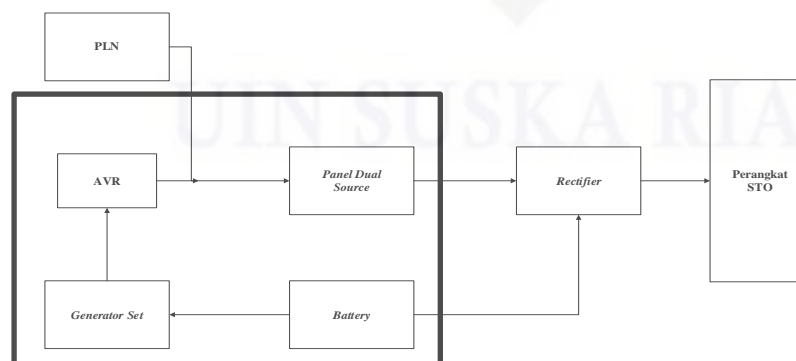 PLN
UIN SUSKA RIA
AVR
Panel Dual
Source
Rectifier
Perangkat
STO
Generator Set
Battery